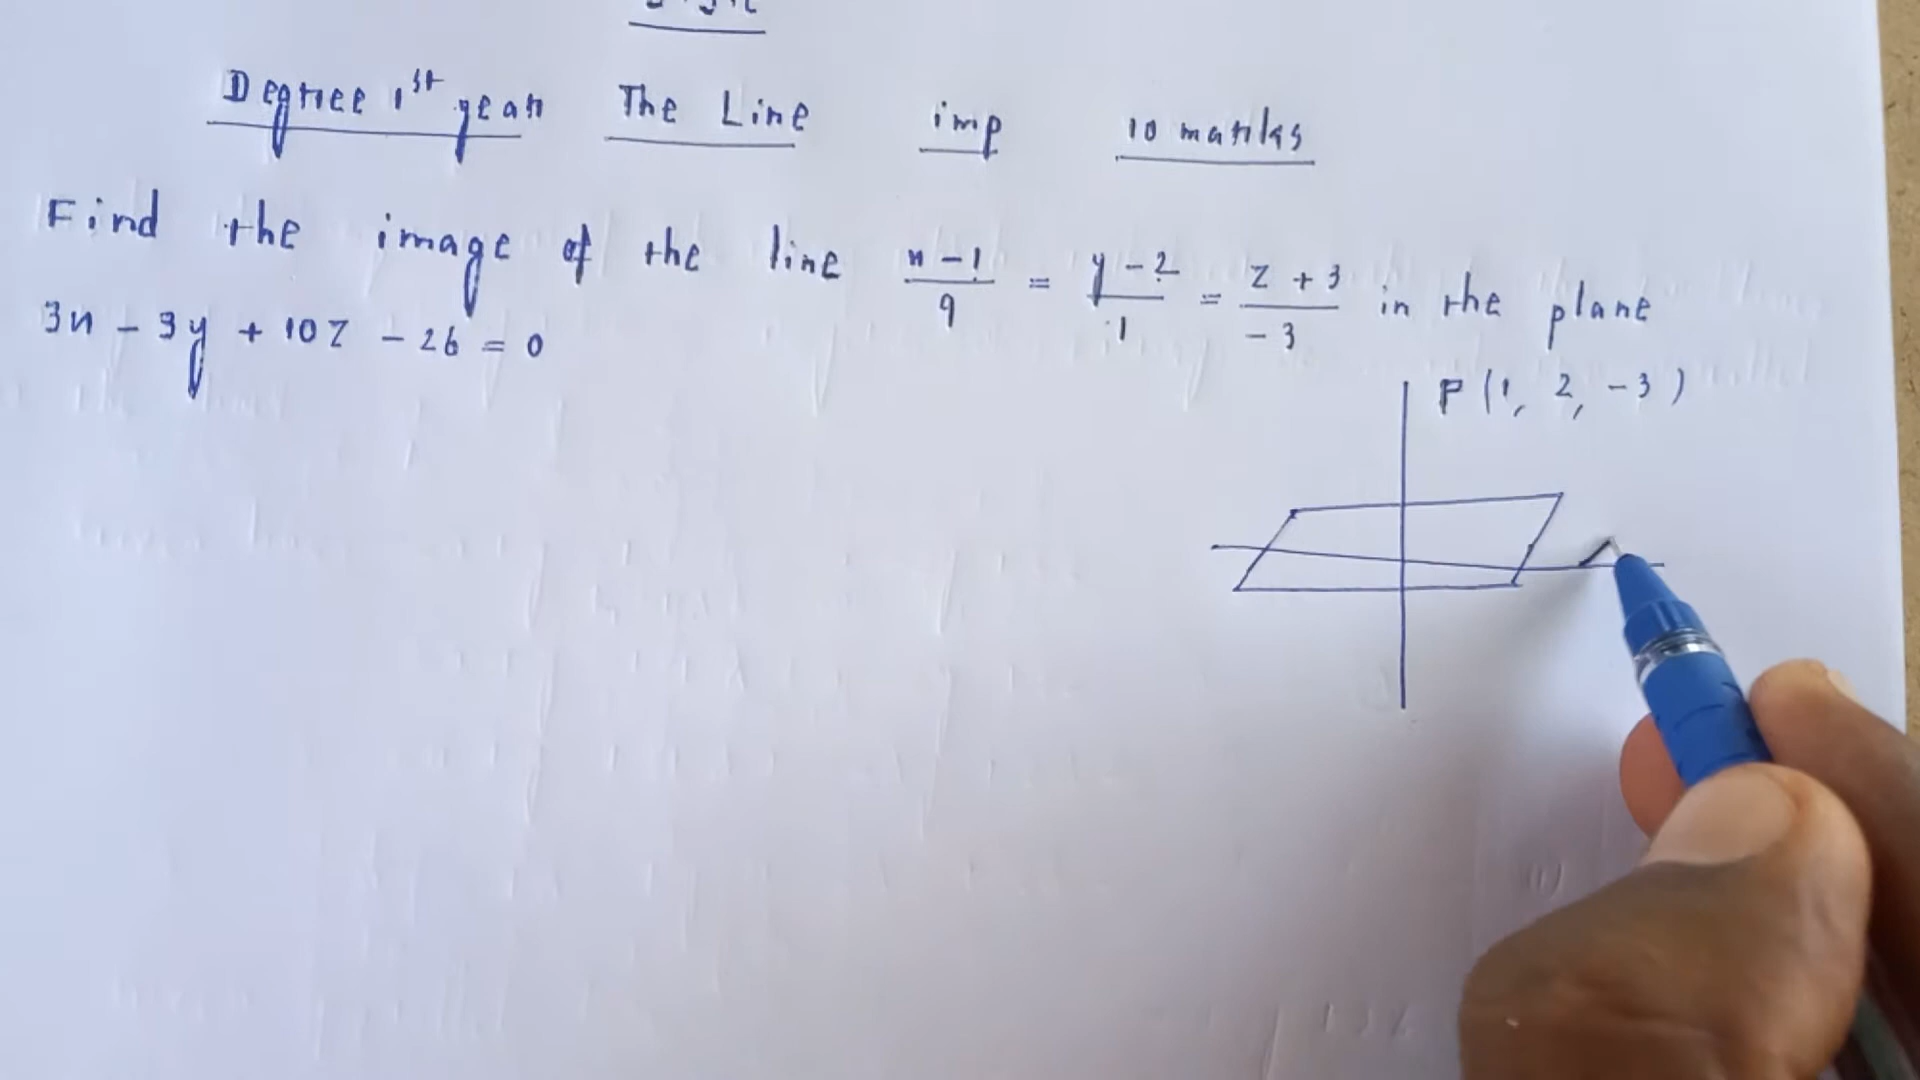 Degree 1st year The Line imp 10 marks
Find the image of the line x - 1 / 9 = y - 2 / -1 = z + 3 / -3 in the plane
3x - 3y + 10z - 26 = 0
P (1, 2, -3)